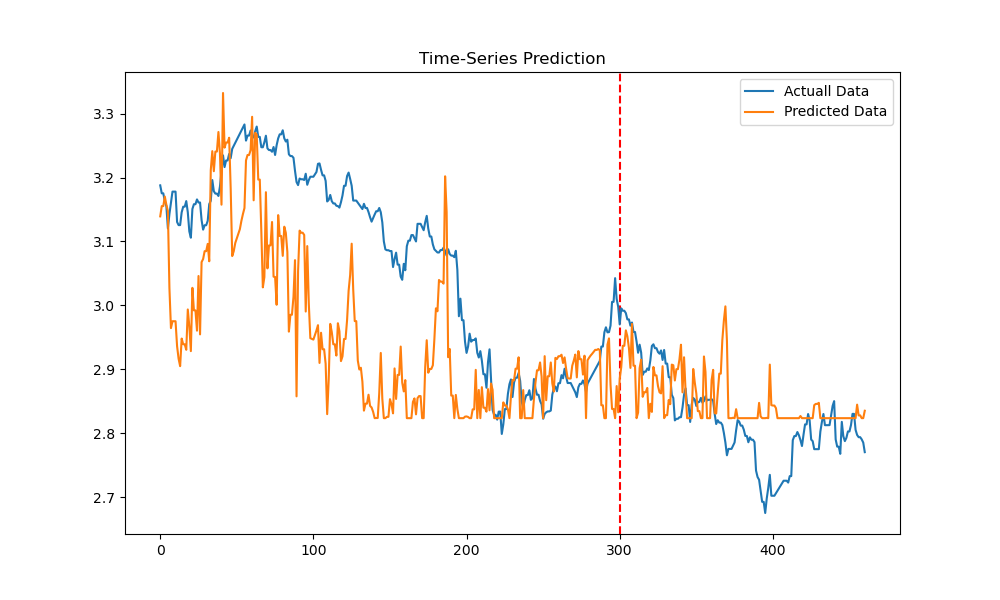 Time-Series Prediction
Actuall Data
Predicted Data
3.3
3.2
3.1
3.0
2.9
2.8
2.7
0 100 200 300 400